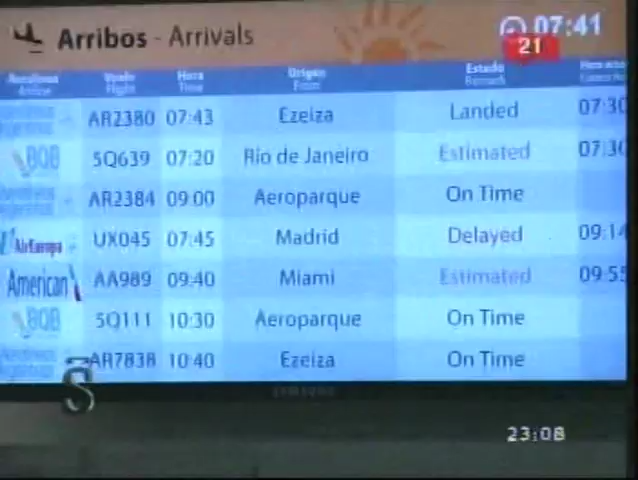 Arribos - Arrivals 07:41
21
Vuelo Hora Origen Estado
Flight Time From Remark
AR2380 07:43 Ezeiza Landed 07:30
BQB 5Q639 07:20 Rio de Janeiro Estimated 07:30
AR2384 09:00 Aeroparque On Time
AirEuropa UX045 07:45 Madrid Delayed 09:14
American AA989 09:40 Miami Estimated 09:55
BQB 5Q111 10:30 Aeroparque On Time
AR7838 10:40 Ezeiza On Time
S
SAMSUNG
23:08